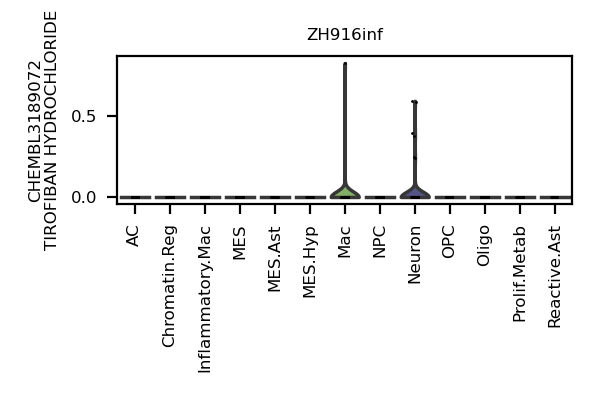 ZH916inf
CHEMBL3189072
TIROFIBAN HYDROCHLORIDE
0.5
0.0
AC
Chromatin.Reg
Inflammatory.Mac
MES
MES.Ast
MES.Hyp
Mac
NPC
Neuron
OPC
Oligo
Prolif.Metab
Reactive.Ast